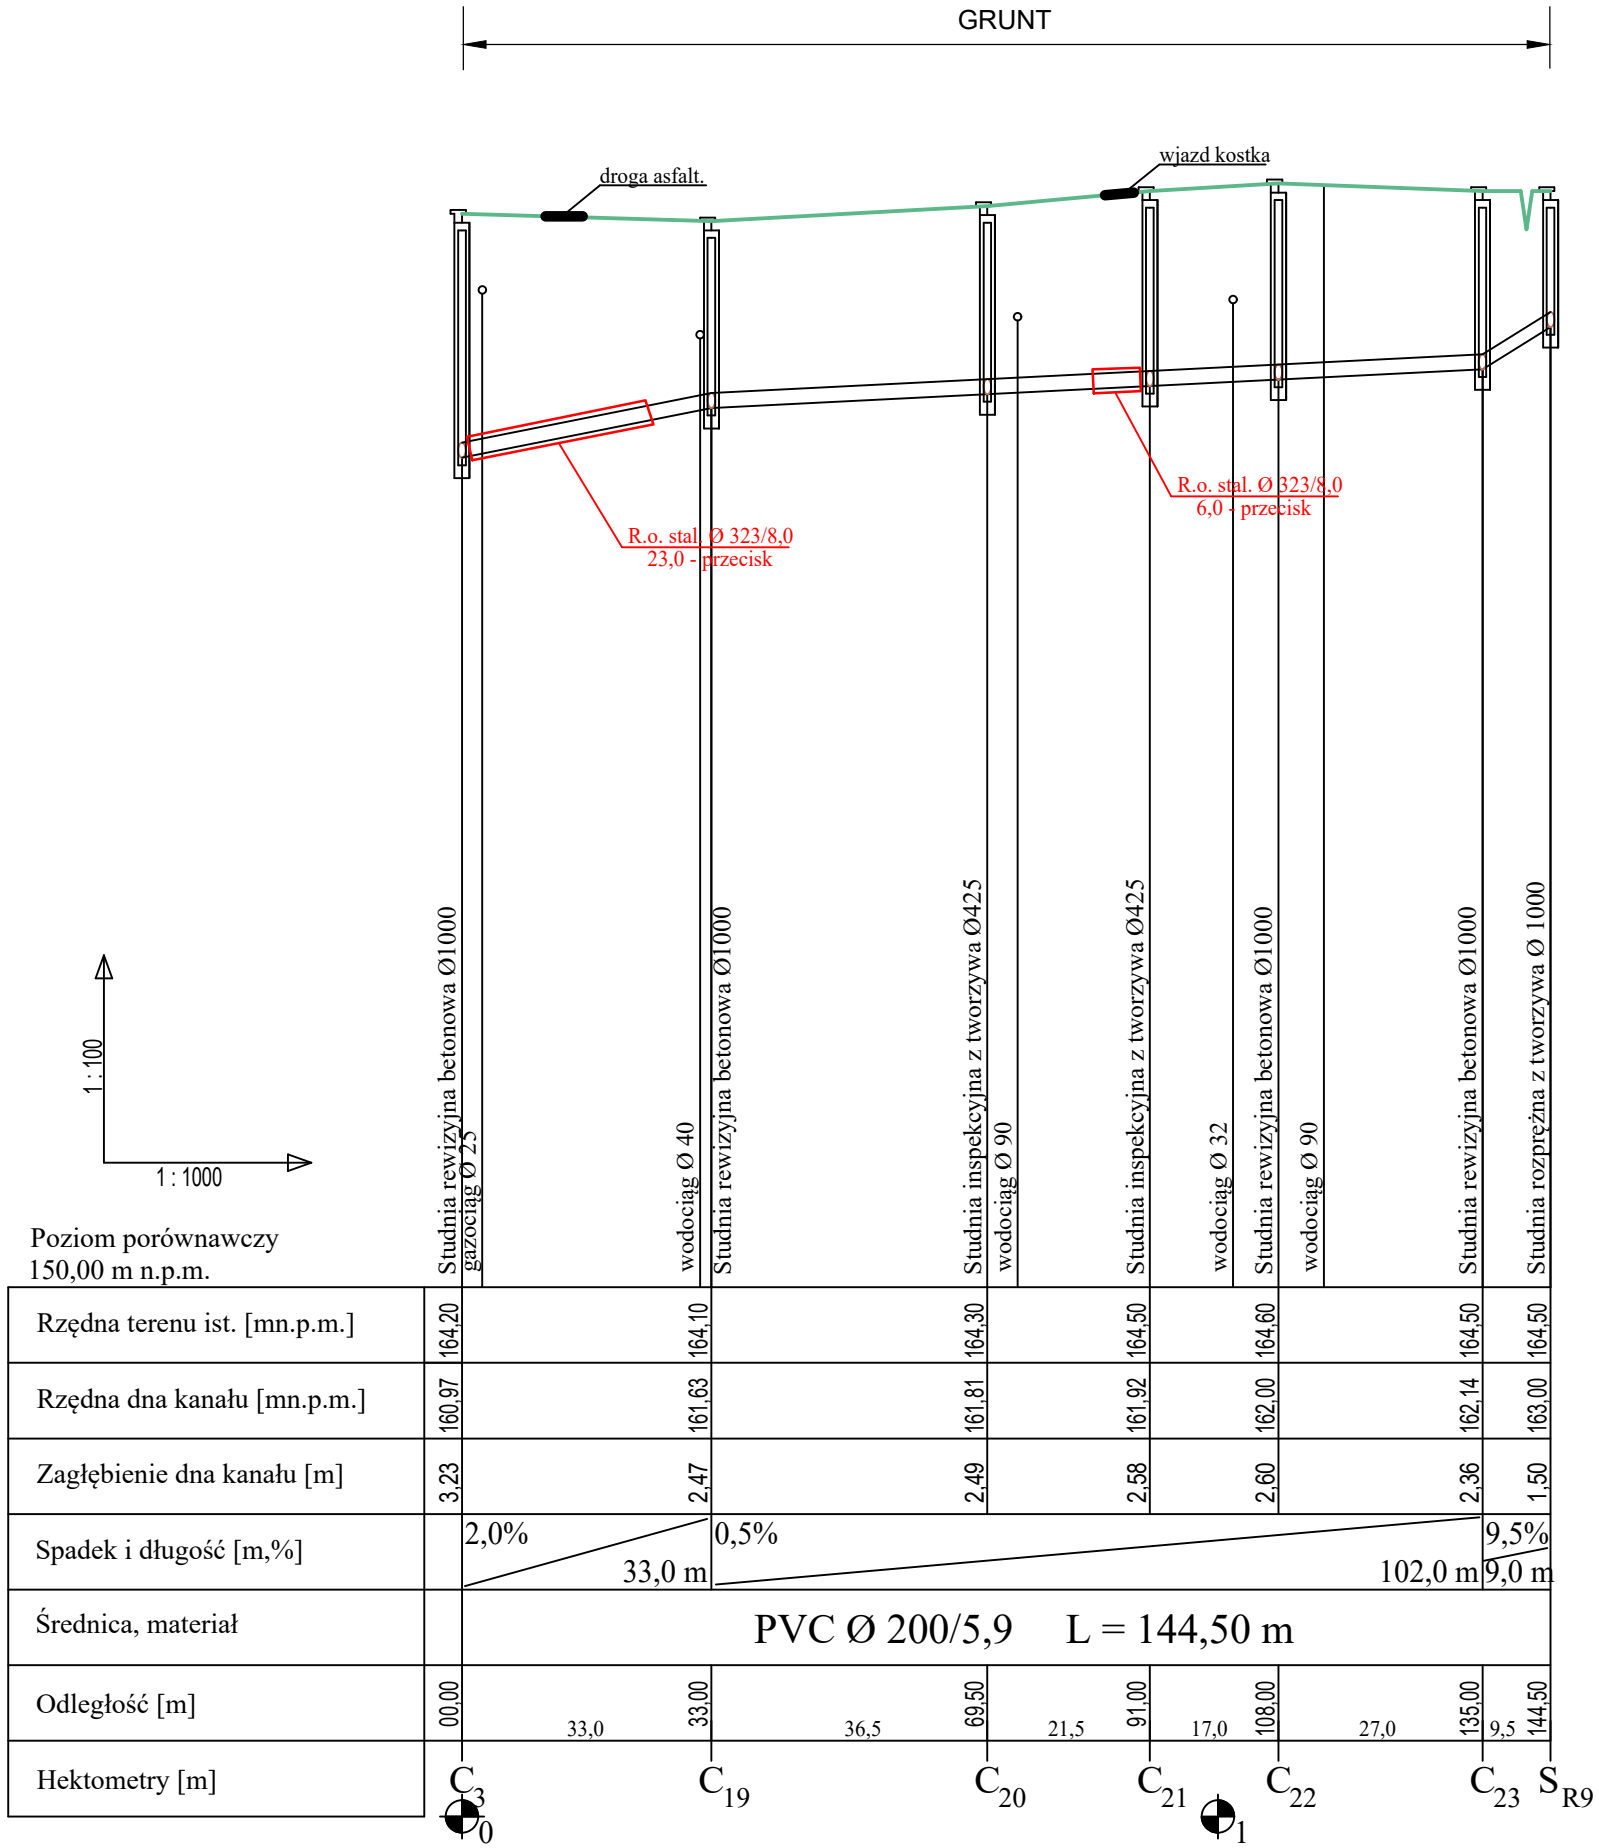 GRUNT
droga asfalt.
wjazd kostka
R.o. stal. Ø 323/8,0
6,0 - przecisk
R.o. stal. Ø 323/8,0
23,0 - przecisk
Studnia rewizyjna betonowa Ø1000
gazociąg Ø 25
wodociąg Ø 40
Studnia rewizyjna betonowa Ø1000
Studnia inspekcyjna z tworzywa Ø425
wodociąg Ø 90
Studnia inspekcyjna z tworzywa Ø425
wodociąg Ø 32
Studnia rewizyjna betonowa Ø1000
wodociąg Ø 90
Studnia rewizyjna betonowa Ø1000
Studnia rozprężna z tworzywa Ø 1000
1 : 100
1 : 1000
Poziom porównawczy
150,00 m n.p.m.
Rzędna terenu ist. [mn.p.m.] 164,20 164,10 164,30 164,50 164,60 164,50 164,50
Rzędna dna kanału [mn.p.m.] 160,97 161,63 161,81 161,92 162,00 162,14 163,00
Zagłębienie dna kanału [m] 3,23 2,47 2,49 2,58 2,60 2,36 1,50
Spadek i długość [m,%] 2,0% 33,0 m 0,5% 102,0 m 9,5% 9,0 m
Średnica, materiał PVC Ø 200/5,9 L = 144,50 m
Odległość [m] 00,00 33,0 33,00 36,5 69,50 21,5 91,00 17,0 108,00 27,0 135,00 9,5 144,50
Hektometry [m] C3 C19 C20 C21 C22 C23 SR9
0 1